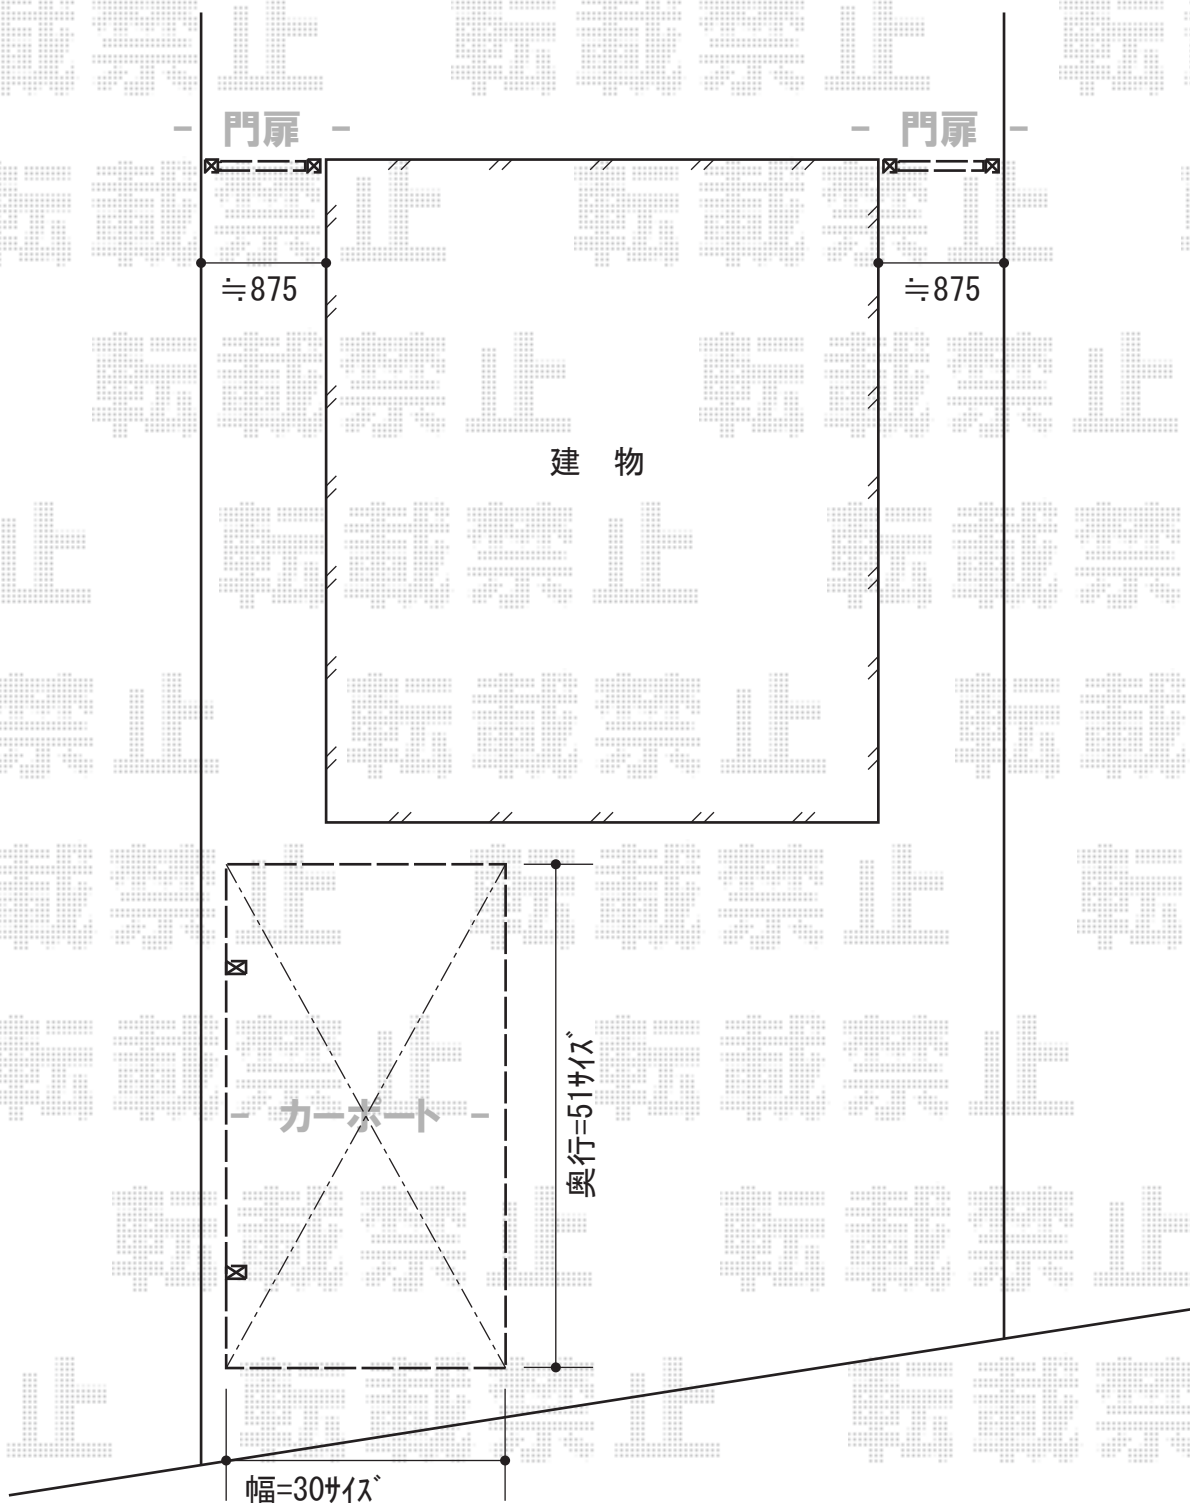 - 門扉 -
- 門扉 -
≒875
≒875
建 物
- カーポート -
奥行=51ｻｲｽﾞ
幅=30ｻｲｽﾞ
転載禁止